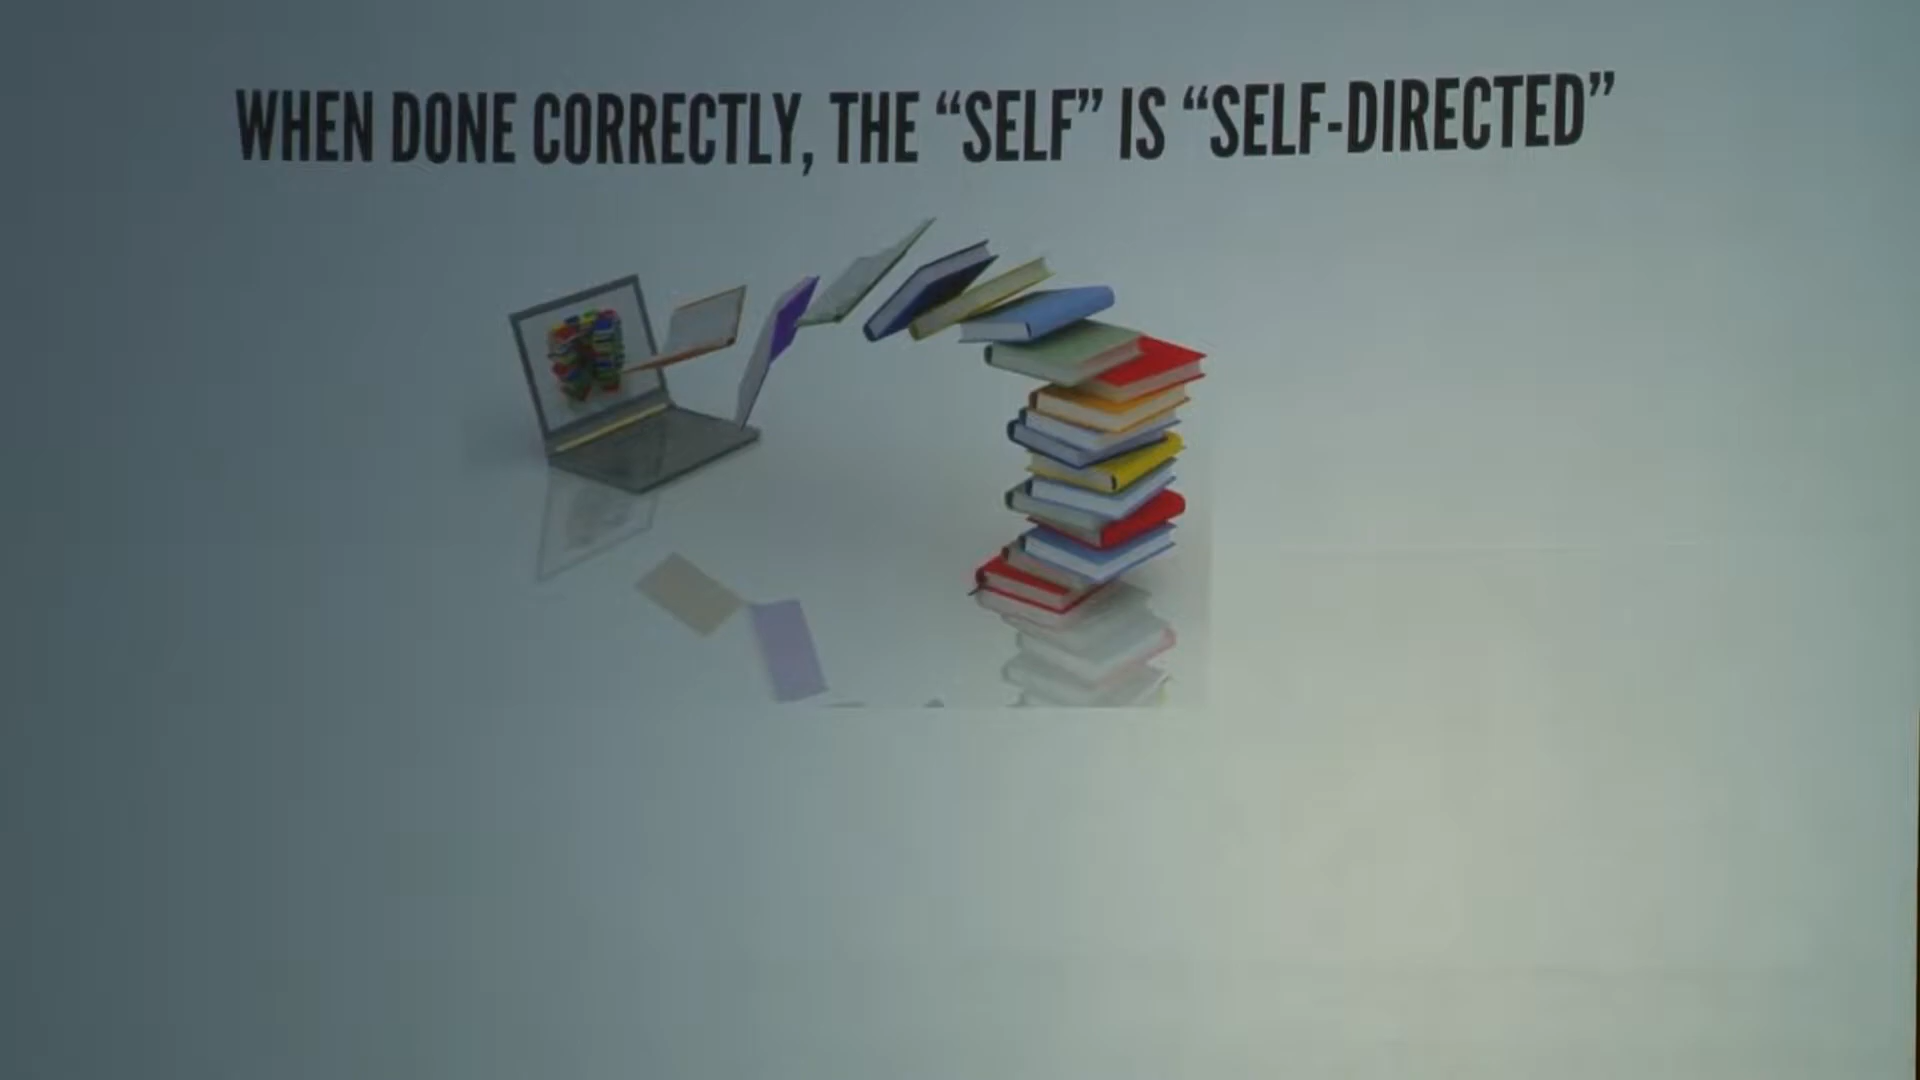 WHEN DONE CORRECTLY, THE “SELF” IS “SELF-DIRECTED”